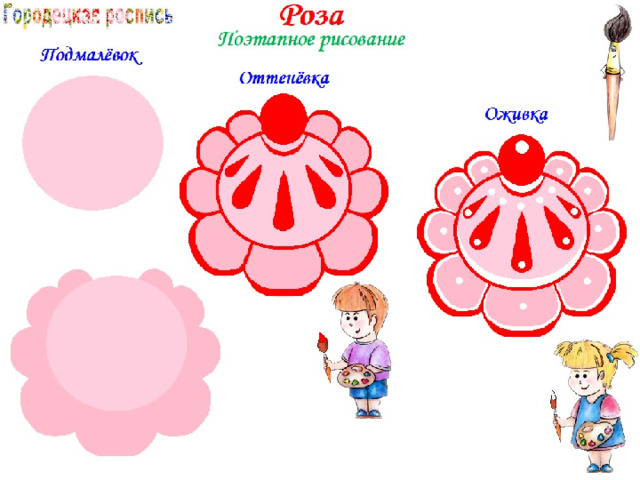 Городецкая роспись
Роза
Поэтапное рисование
Подмалёвок
Оттенёвка
Оживка